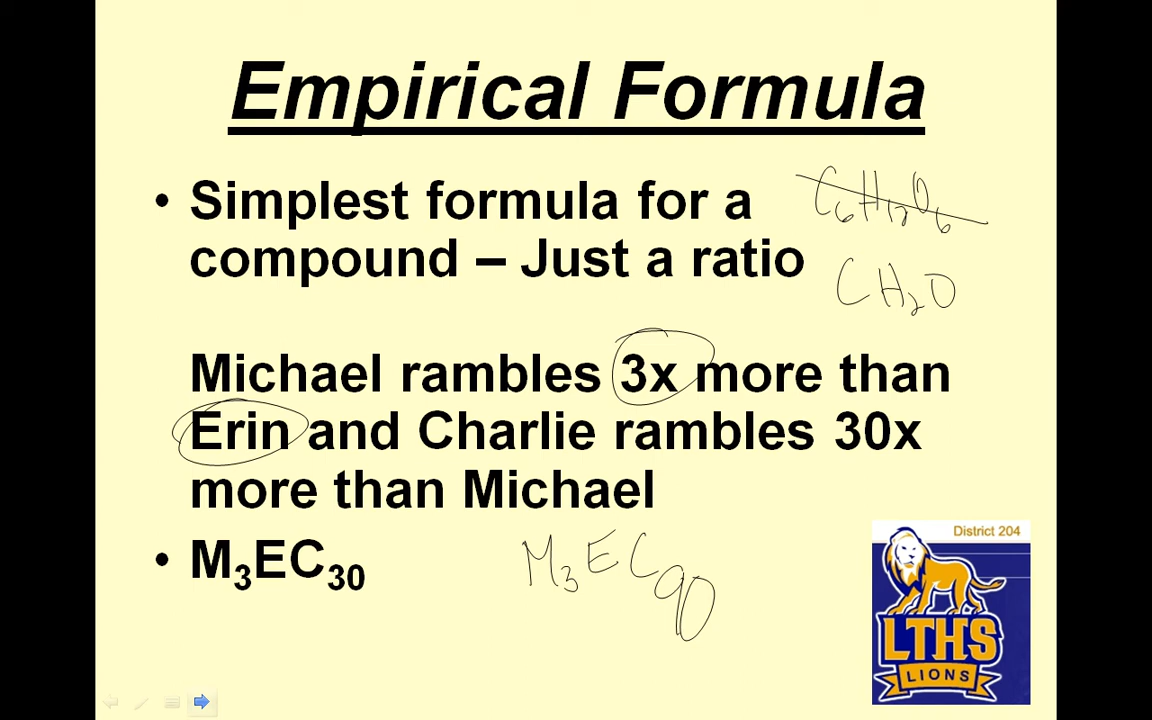 Empirical Formula
• Simplest formula for a
compound – Just a ratio
C₆H₁₂O₆
CH₂O
Michael rambles 3x more than
Erin and Charlie rambles 30x
more than Michael
• M₃EC₃₀
M₃EC₉₀
District 204
LTHS
LIONS